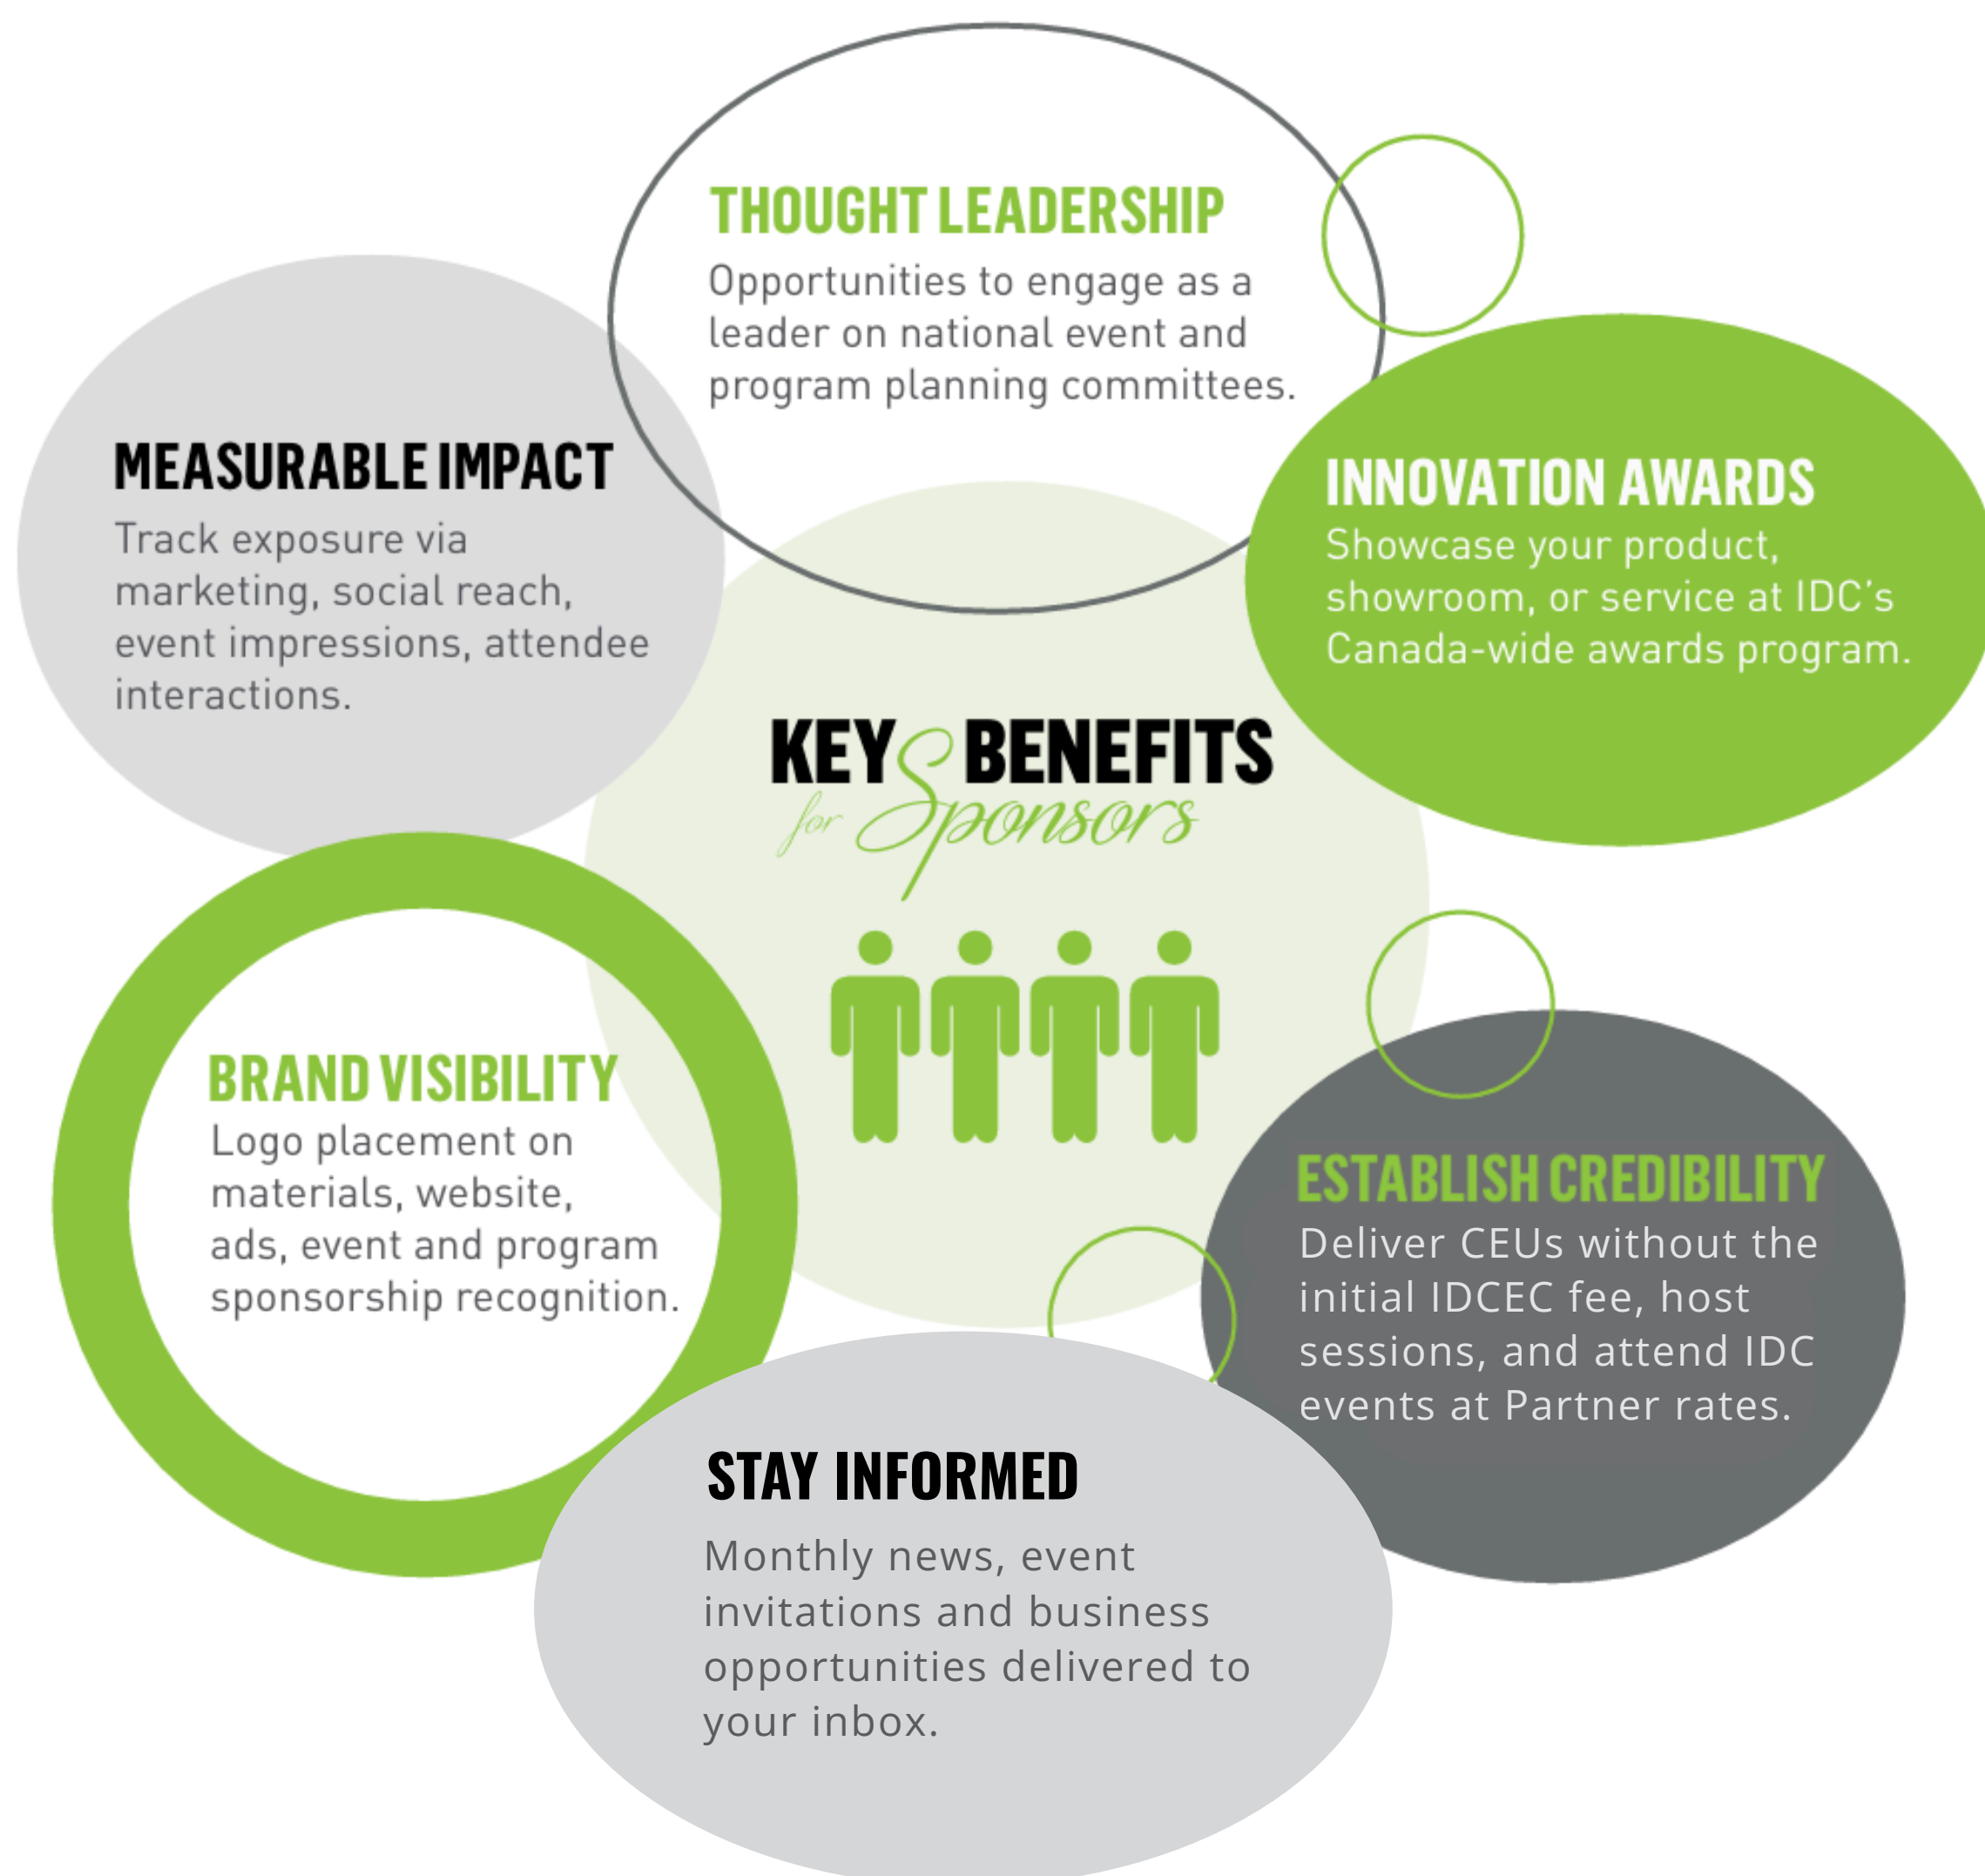 THOUGHT LEADERSHIP
Opportunities to engage as a
leader on national event and
program planning committees.
MEASURABLE IMPACT
Track exposure via
marketing, social reach,
event impressions, attendee
interactions.
INNOVATION AWARDS
Showcase your product,
showroom, or service at IDC's
Canada-wide awards program.
KEY BENEFITS
for Sponsors
BRAND VISIBILITY
Logo placement on
materials, website,
ads, event and program
sponsorship recognition.
ESTABLISH CREDIBILITY
Deliver CEUs without the
initial IDCEC fee, host
sessions, and attend IDC
events at Partner rates.
STAY INFORMED
Monthly news, event
invitations and business
opportunities delivered to
your inbox.